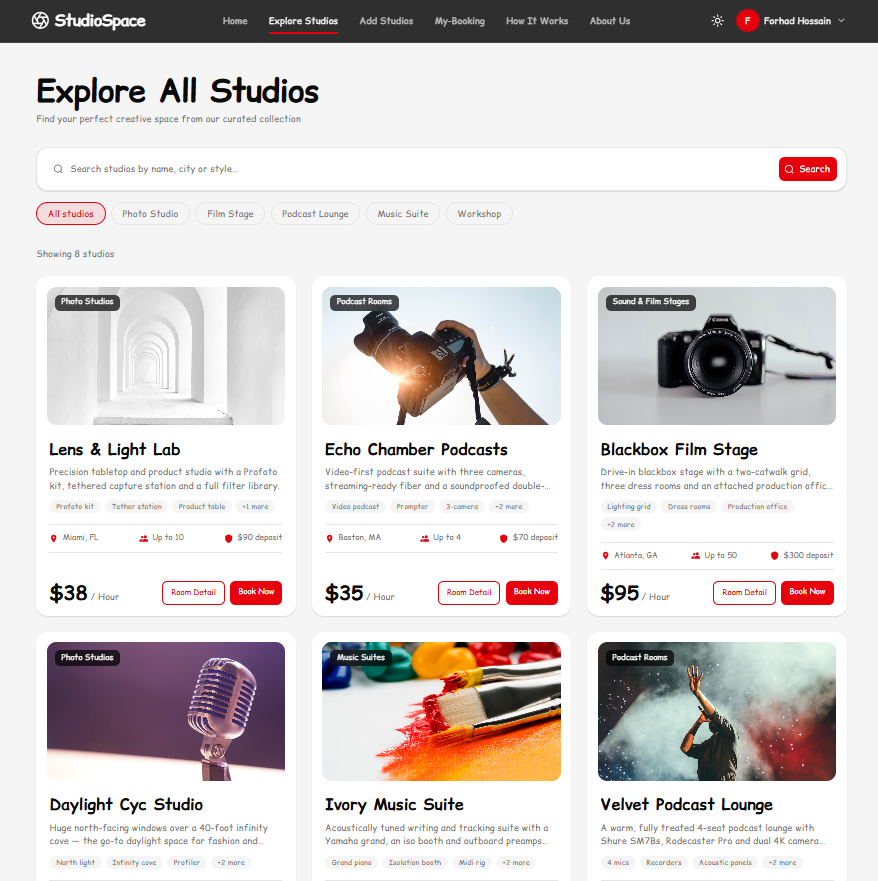 StudioSpace
Home Explore Studios Add Studios My-Booking How It Works About Us
F Forhad Hossain
Explore All Studios
Find your perfect creative space from our curated collection
Search studios by name, city or style...
Search
All studios Photo Studio Film Stage Podcast Lounge Music Suite Workshop
Showing 8 studios
Photo Studios
Lens & Light Lab
Precision tabletop and product studio with a Profoto
kit, tethered capture station and a full filter library.
Profoto kit Tether station Product table +1 more
Miami, FL Up to 10 $90 deposit
$38 / Hour Room Detail Book Now
Podcast Rooms
Echo Chamber Podcasts
Video-first podcast suite with three cameras,
streaming-ready fiber and a soundproofed double-...
Video podcast Prompter 3-camera +2 more
Boston, MA Up to 4 $70 deposit
$35 / Hour Room Detail Book Now
Sound & Film Stages
Canon
Blackbox Film Stage
Drive-in blackbox stage with a two-catwalk grid,
three dress rooms and an attached production offic...
Lighting grid Dress rooms Production office
+2 more
Atlanta, GA Up to 50 $300 deposit
$95 / Hour Room Detail Book Now
Photo Studios
Daylight Cyc Studio
Huge north-facing windows over a 40-foot infinity
cove — the go-to daylight space for fashion and...
North light Infinity cove Profiler +2 more
Music Suites
Ivory Music Suite
Acoustically tuned writing and tracking suite with a
Yamaha grand, an iso booth and outboard preamps...
Grand piano Isolation booth Midi rig +2 more
Podcast Rooms
Velvet Podcast Lounge
A warm, fully treated 4-seat podcast lounge with
Shure SM7Bs, Rodecaster Pro and dual 4K camera...
4 mics Recorders Acoustic panels +2 more